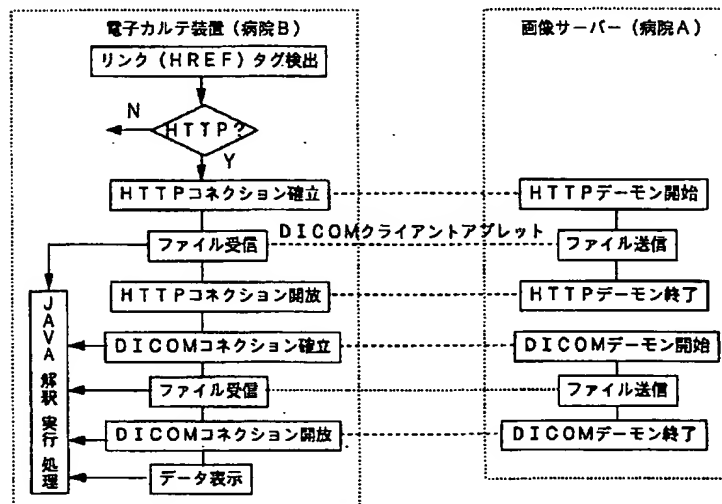 電子カルテ装置（病院B）
画像サーバー（病院A）
リンク（HREF）タグ検出
HTTP？
N
Y
HTTPコネクション確立
HTTPデーモン開始
DICOMクライアントアプレット
ファイル受信
ファイル送信
HTTPコネクション開放
HTTPデーモン終了
JAVA 解釈 実行 処理
DICOMコネクション確立
DICOMデーモン開始
ファイル受信
ファイル送信
DICOMコネクション開放
DICOMデーモン終了
データ表示